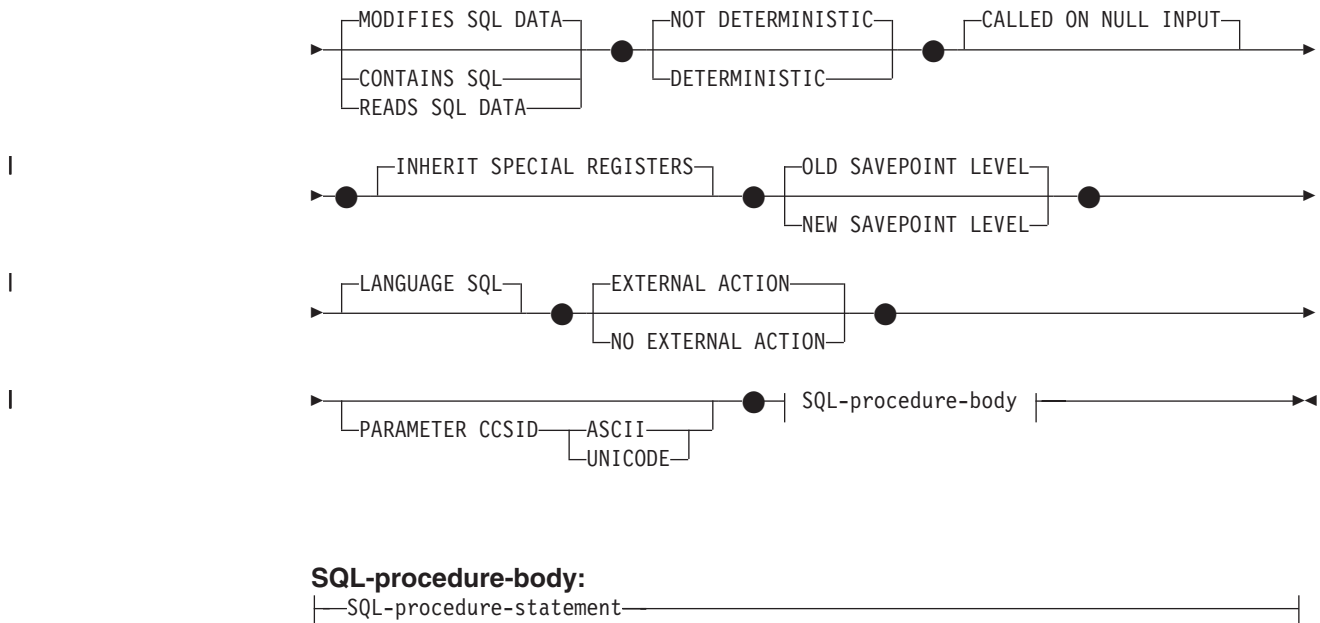 MODIFIES SQL DATA NOT DETERMINISTIC CALLED ON NULL INPUT
CONTAINS SQL DETERMINISTIC
READS SQL DATA
INHERIT SPECIAL REGISTERS OLD SAVEPOINT LEVEL
NEW SAVEPOINT LEVEL
LANGUAGE SQL EXTERNAL ACTION
NO EXTERNAL ACTION
SQL-procedure-body
PARAMETER CCSID ASCII
UNICODE
SQL-procedure-body:
SQL-procedure-statement